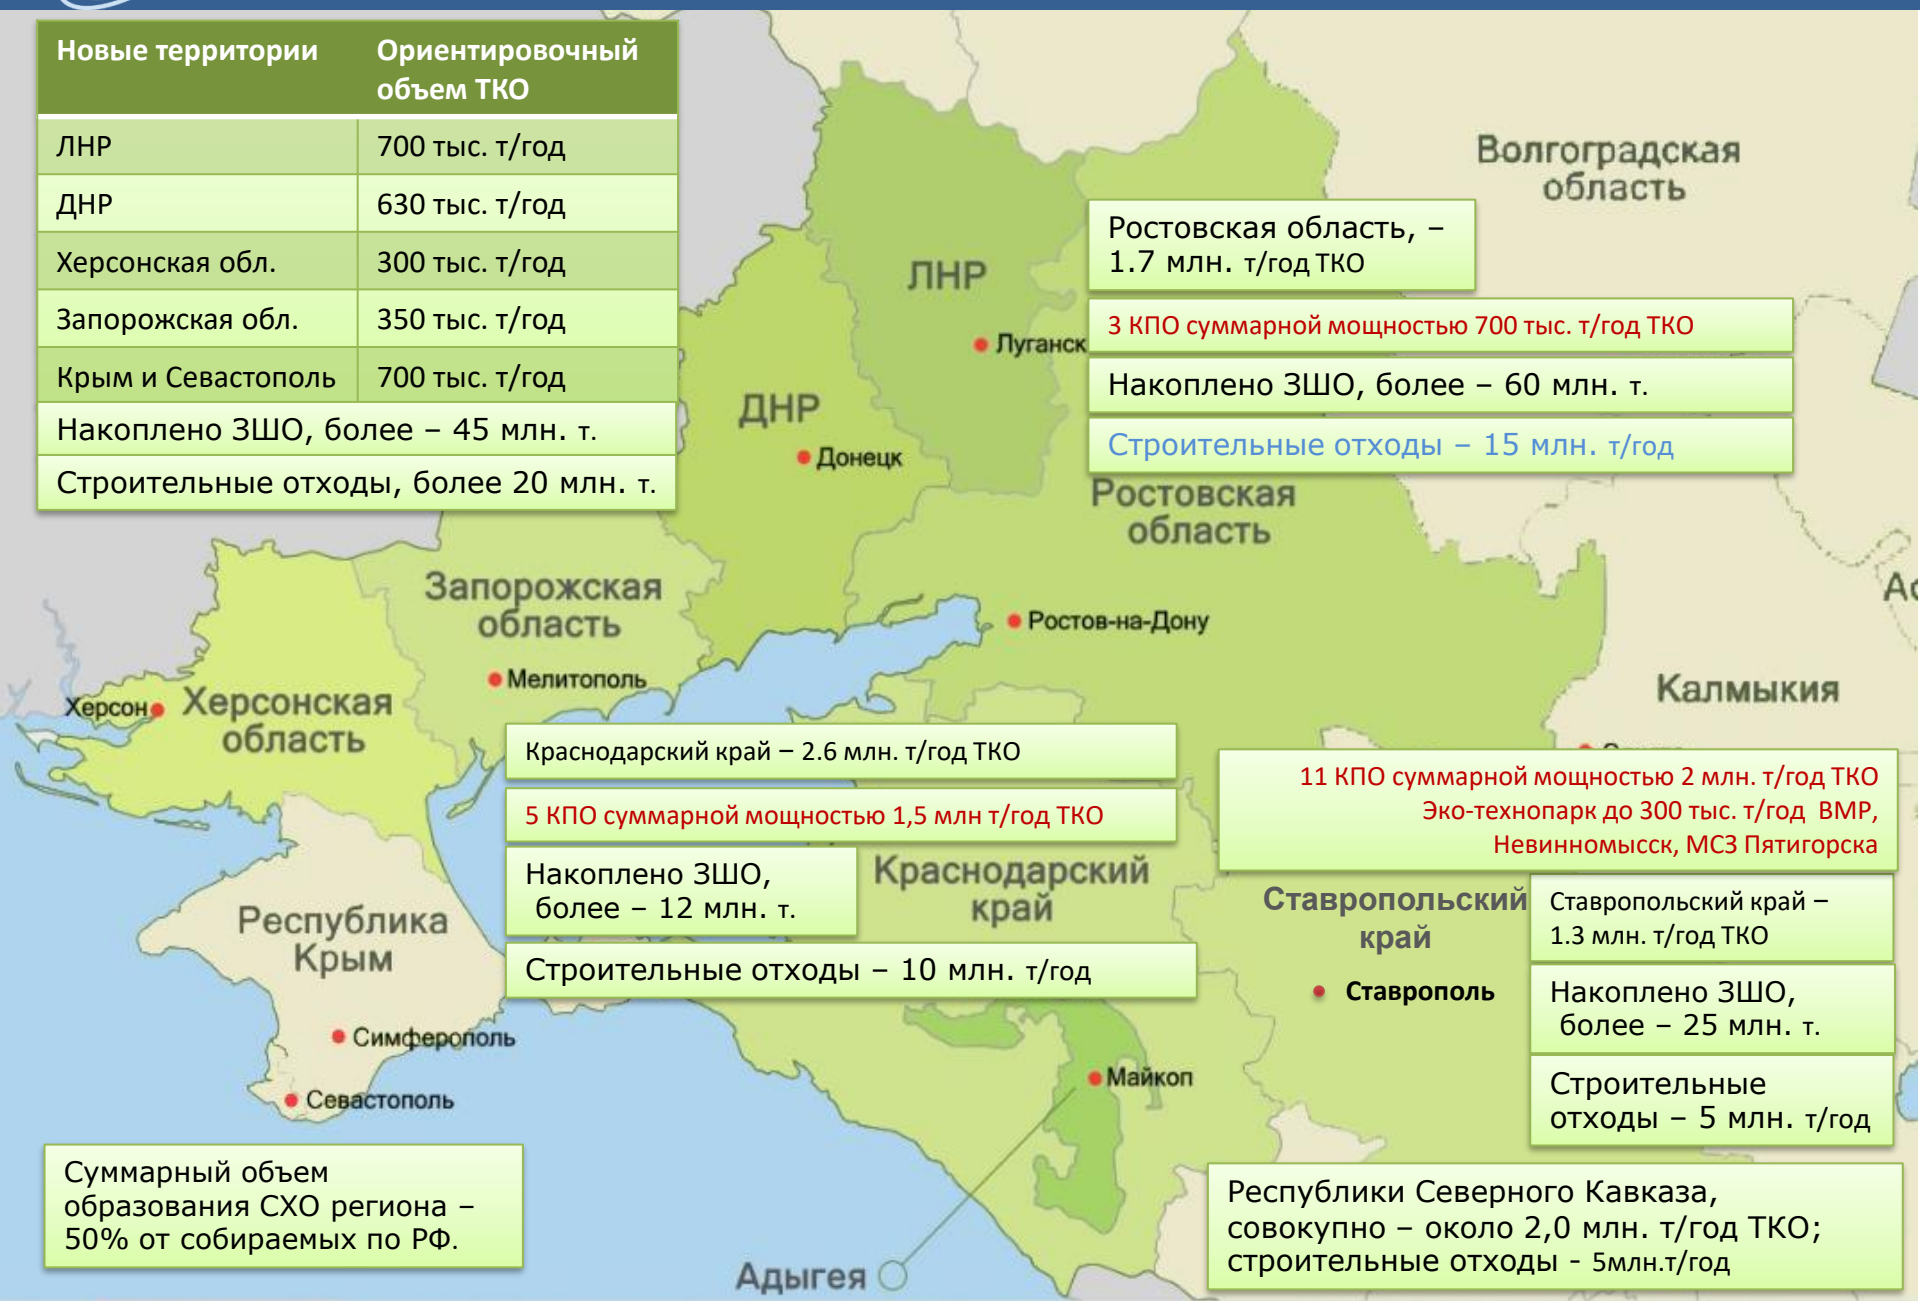 Новые территории Ориентировочный
объем ТКО
ЛНР 700 тыс. т/год
ДНР 630 тыс. т/год
Херсонская обл. 300 тыс. т/год
Запорожская обл. 350 тыс. т/год
Крым и Севастополь 700 тыс. т/год
Накоплено ЗШО, более – 45 млн. т.
Строительные отходы, более 20 млн. т.
Волгоградская
область
Ростовская область, –
1.7 млн. т/год ТКО
3 КПО суммарной мощностью 700 тыс. т/год ТКО
Накоплено ЗШО, более – 60 млн. т.
Строительные отходы – 15 млн. т/год
ЛНР
Луганск
ДНР
Донецк
Ростовская
область
Ростов-на-Дону
Запорожская
область
Мелитополь
Херсон
Херсонская
область
Калмыкия
Краснодарский край – 2.6 млн. т/год ТКО
5 КПО суммарной мощностью 1,5 млн т/год ТКО
Накоплено ЗШО,
более – 12 млн. т.
Строительные отходы – 10 млн. т/год
Краснодарский
край
11 КПО суммарной мощностью 2 млн. т/год ТКО
Эко-технопарк до 300 тыс. т/год ВМР,
Невинномысск, МСЗ Пятигорска
Ставропольский
край
Ставрополь
Ставропольский край –
1.3 млн. т/год ТКО
Накоплено ЗШО,
более – 25 млн. т.
Строительные
отходы – 5 млн. т/год
Республика
Крым
Симферополь
Севастополь
Майкоп
Адыгея
Суммарный объем
образования СХО региона –
50% от собираемых по РФ.
Республики Северного Кавказа,
совокупно – около 2,0 млн. т/год ТКО;
строительные отходы - 5млн.т/год